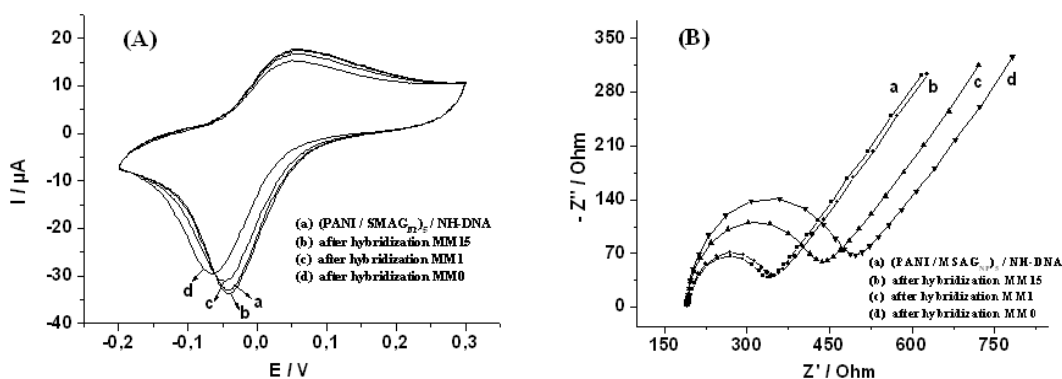 (A)
20
10
0
-10
-20
-30
-40
I / µA
-0,2
-0,1
0,0
0,1
0,2
0,3
E / V
d
c
b
a
(a) (PANI / SMAG)5 / NH-DNA
(b) after hybridization MM15
(c) after hybridization MM1
(d) after hybridization MM0
(B)
350
280
210
140
70
0
- Z'' / Ohm
150
300
450
600
750
Z' / Ohm
a
b
c
d
(a) (PANI / MSAG)5 / NH-DNA
(b) after hybridization MM15
(c) after hybridization MM1
(d) after hybridization MM0